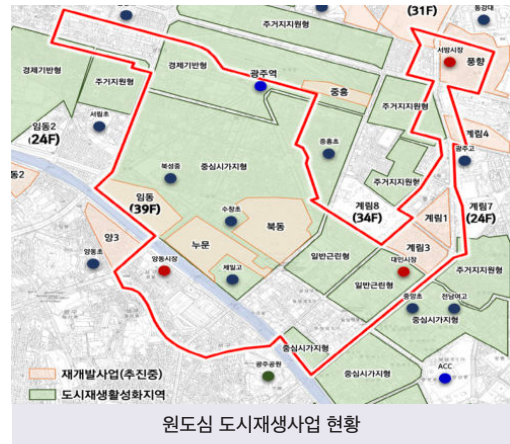 동강대
(31F)
주거지지원형
서방시장
풍향
경제기반형
주거지지원형
경제기반형
광주역
중흥
주거지지원형
임동2
(24F)
서림초
계림4
중흥초
광주고
북성중
중심시가지형
주거지지원형
동2
임동
(39F)
수창초
북동
계림8
(34F)
계림7
(24F)
계림1
양3
누문
계림3
양동초
양동시장
제일고
일반근린형
대인시장
주거지지원형
일반근린형
중앙초
전남여고
중심시가지형
중심시가지형
광주공원
중심시가지형
ACC
재개발사업(추진중)
도시재생활성화지역
원도심 도시재생사업 현황